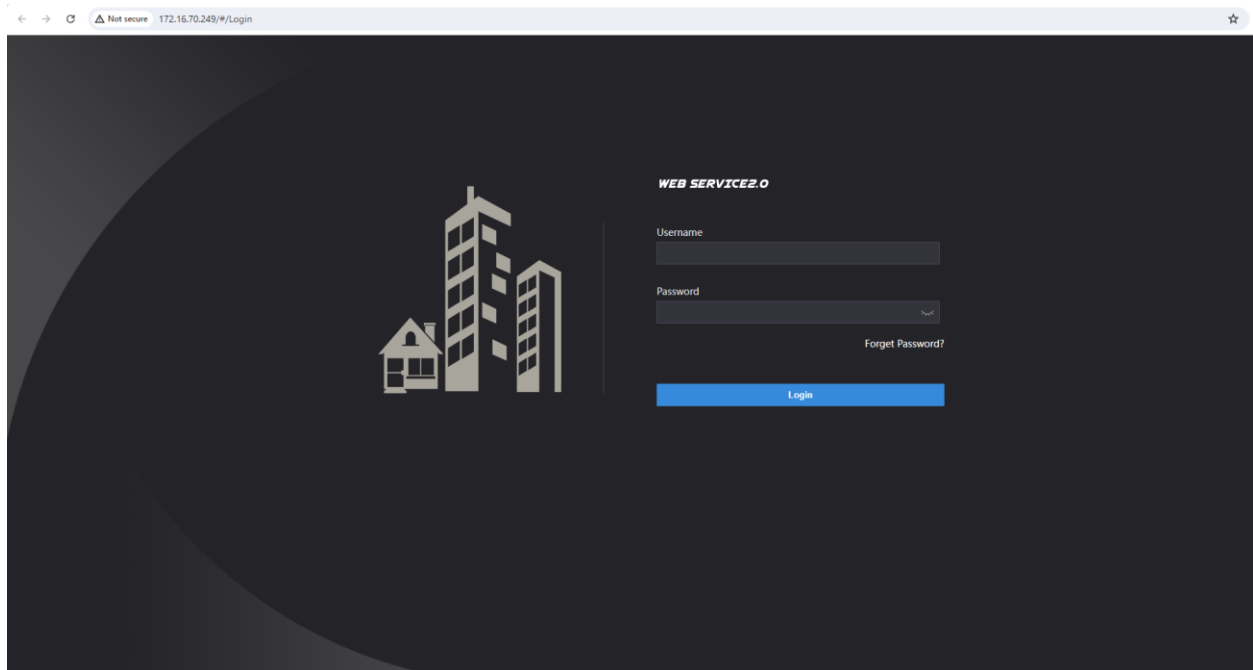 Not secure 172.16.70.249/#/Login
WEB SERVICE2.0
Username
Password
Forget Password?
Login